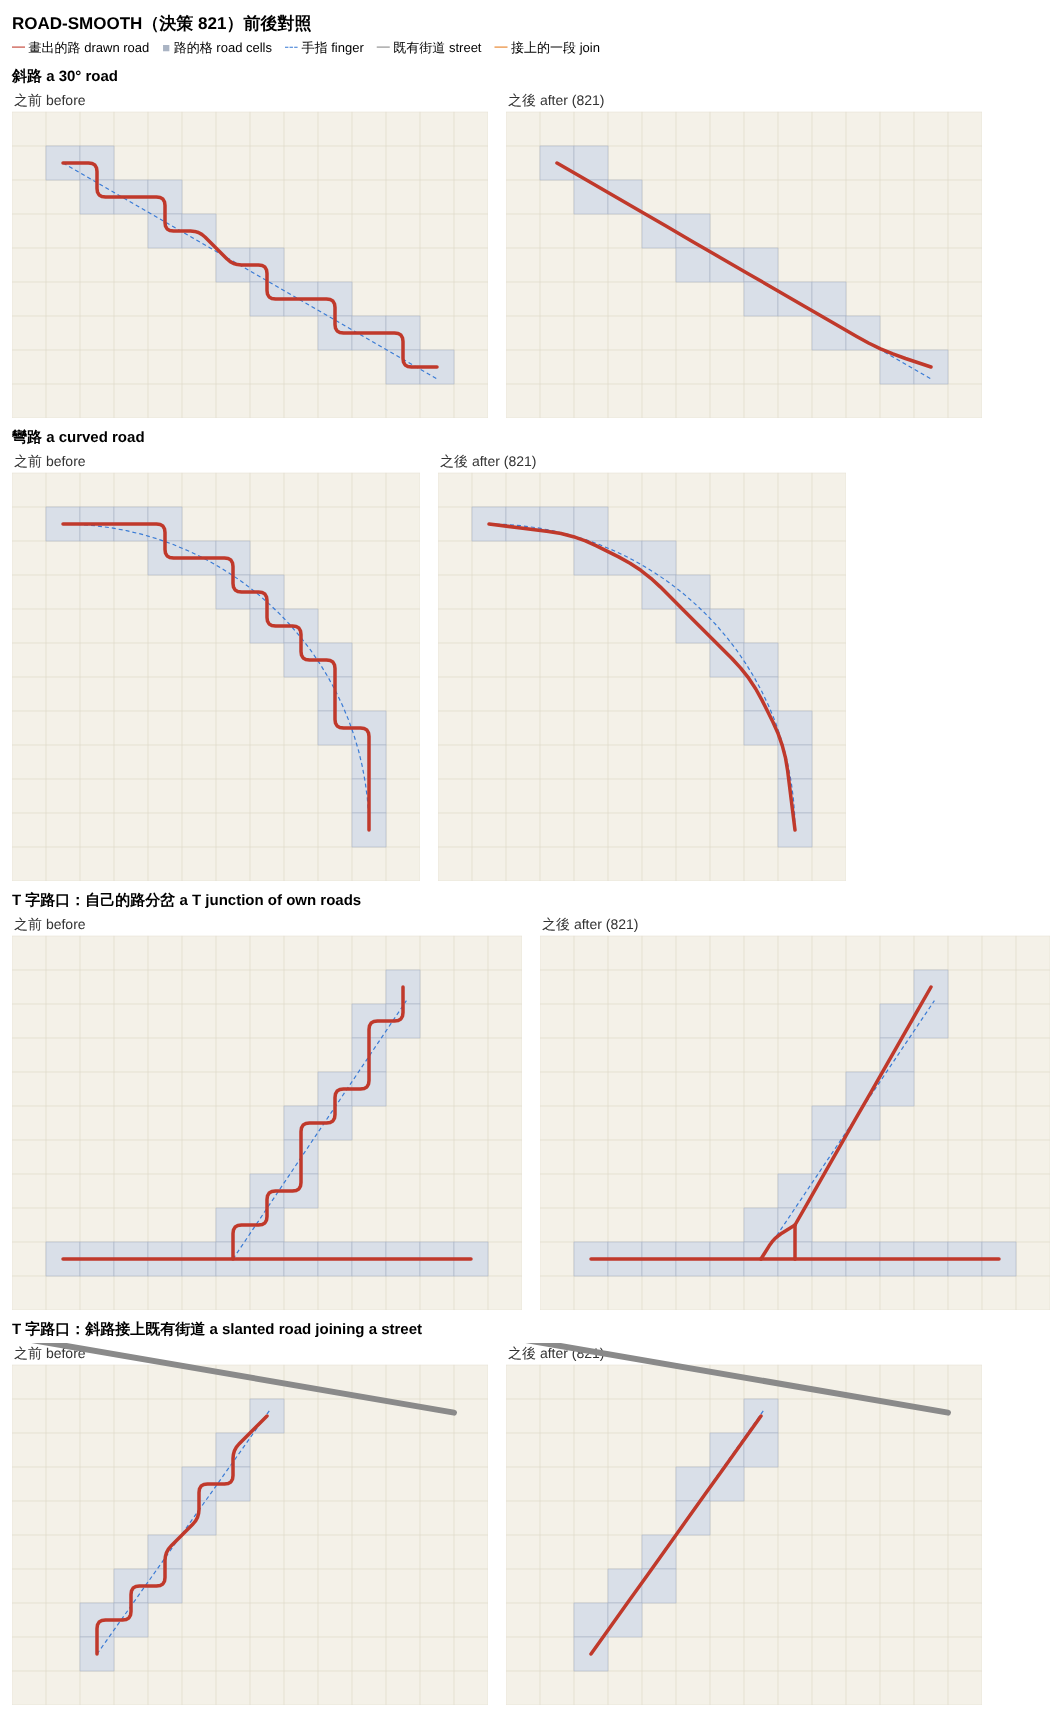 ROAD-SMOOTH（決策 821）前後對照
畫出的路 drawn road 路的格 road cells 手指 finger 既有街道 street 接上的一段 join
斜路 a 30° road
之前 before 之後 after (821)
彎路 a curved road
之前 before 之後 after (821)
T 字路口：自己的路分岔 a T junction of own roads
之前 before 之後 after (821)
T 字路口：斜路接上既有街道 a slanted road joining a street
之前 before 之後 after (821)